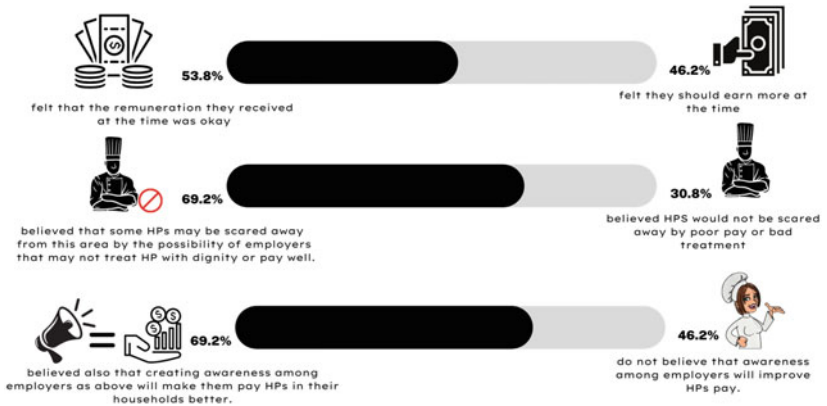 53.8%
46.2%
felt that the remuneration they received
at the time was okay
felt they should earn more at
the time
69.2%
30.8%
believed that some HPs may be scared away
from this area by the possibility of employers
that may not treat HP with dignity or pay well.
believed HPS would not be scared
away by poor pay or bad
treatment
69.2%
46.2%
believed also that creating awareness among
employers as above will make them pay HPs in their
households better.
do not believe that awareness
among employers will improve
HPs pay.